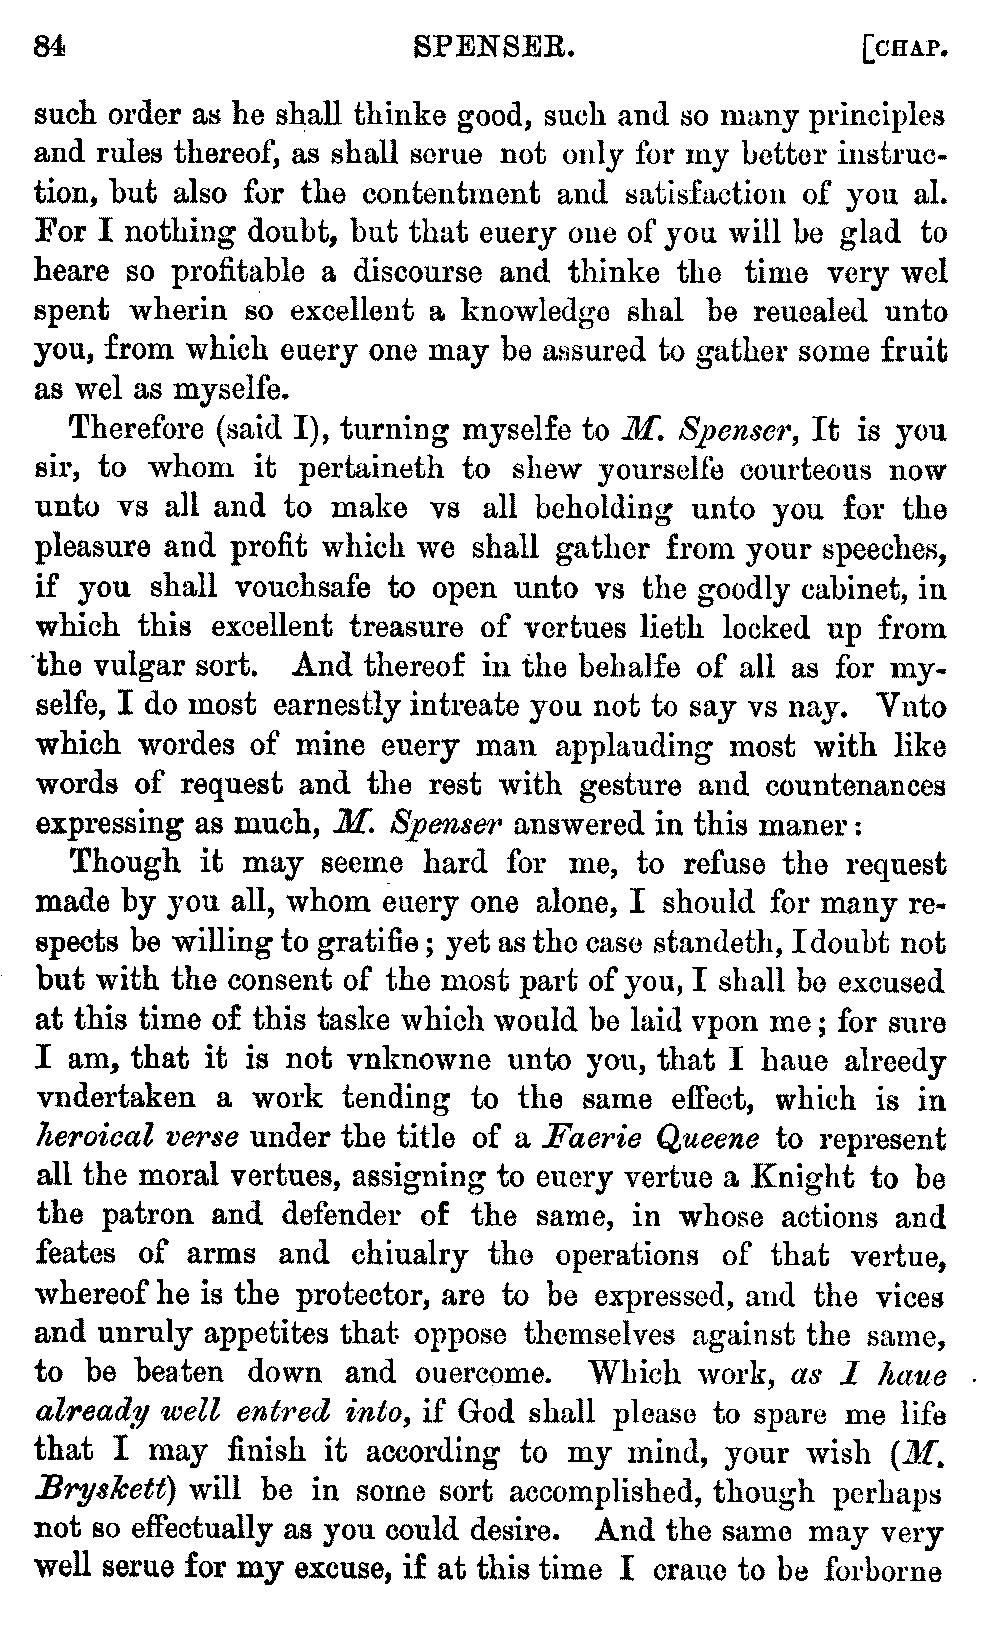 84 SPENSER. [CHAP.
such order as he shall thinke good, such and so many principles
and rules thereof, as shall serue not only for my better instruc-
tion, but also for the contentment and satisfaction of you al.
For I nothing doubt, but that euery one of you will be glad to
heare so profitable a discourse and thinke the time very wel
spent wherin so excellent a knowledge shal be reuealed unto
you, from which euery one may be assured to gather some fruit
as wel as myselfe.
Therefore (said I), turning myselfe to M. Spenser, It is you
sir, to whom it pertaineth to shew yourselfe courteous now
unto vs all and to make vs all beholding unto you for the
pleasure and profit which we shall gather from your speeches,
if you shall vouchsafe to open unto vs the goodly cabinet, in
which this excellent treasure of vertues lieth locked up from
the vulgar sort. And thereof in the behalfe of all as for my-
selfe, I do most earnestly intreate you not to say vs nay. Vnto
which wordes of mine euery man applauding most with like
words of request and the rest with gesture and countenances
expressing as much, M. Spenser answered in this maner:
Though it may seeme hard for me, to refuse the request
made by you all, whom euery one alone, I should for many re-
spects be willing to gratifie; yet as the case standeth, I doubt not
but with the consent of the most part of you, I shall be excused
at this time of this taske which would be laid vpon me; for sure
I am, that it is not vnknowne unto you, that I haue alreedy
vndertaken a work tending to the same effect, which is in
heroical verse under the title of a Faerie Queene to represent
all the moral vertues, assigning to euery vertue a Knight to be
the patron and defender of the same, in whose actions and
feates of arms and chiualry the operations of that vertue,
whereof he is the protector, are to be expressed, and the vices
and unruly appetites that oppose themselves against the same,
to be beaten down and ouercome. Which work, as I haue
already well entred into, if God shall please to spare me life
that I may finish it according to my mind, your wish (M.
Bryskett) will be in some sort accomplished, though perhaps
not so effectually as you could desire. And the same may very
well serue for my excuse, if at this time I craue to be forborne